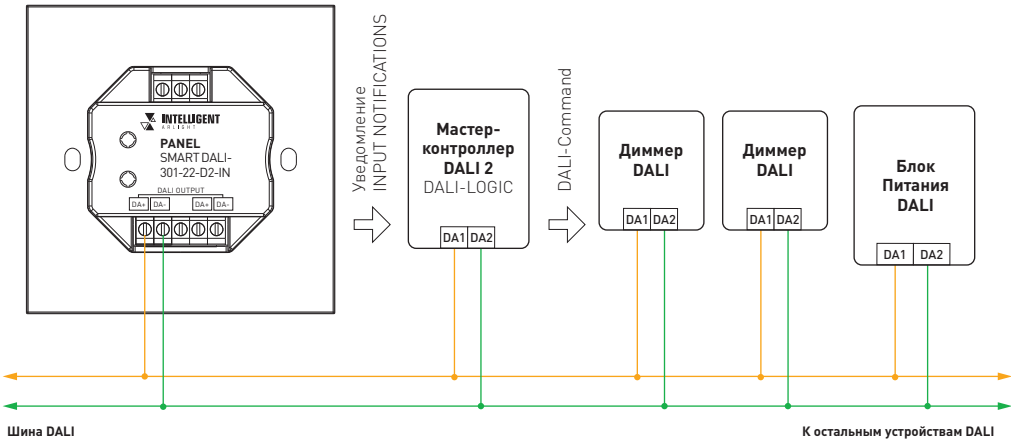 INTELLIGENT
ARLIGHT
PANEL
SMART DALI-
301-22-D2-IN
DALI OUTPUT
DA+ DA- DA+ DA-
Уведомление
INPUT NOTIFICATIONS
Мастер-
контроллер
DALI 2
DALI-LOGIC
DA1 DA2
DALI-Command
Диммер
DALI
DA1 DA2
Диммер
DALI
DA1 DA2
Блок
Питания
DALI
DA1 DA2
Шина DALI
К остальным устройствам DALI